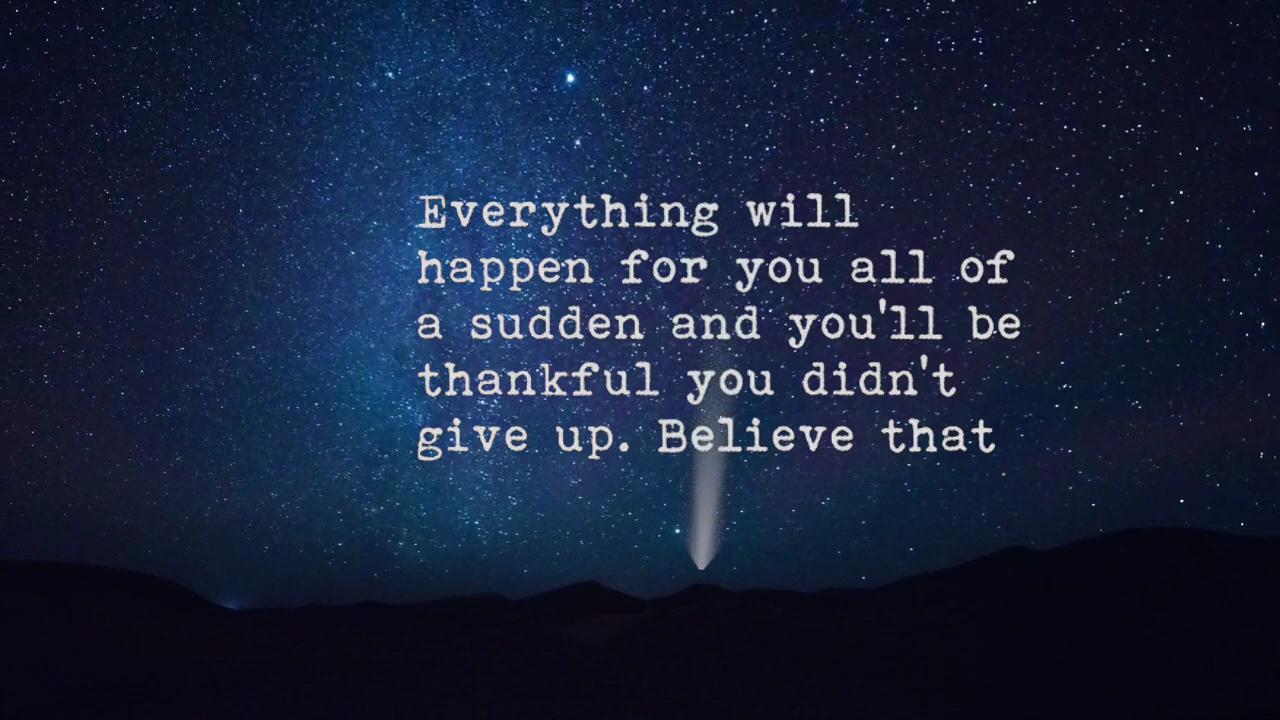 Everything will
happen for you all of
a sudden and you'll be
thankful you didn't
give up. Believe that